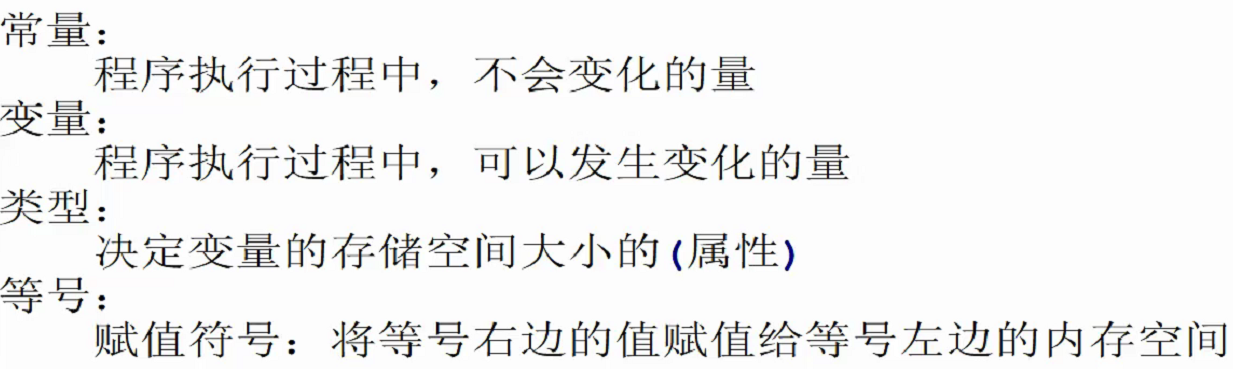 常量：
程序执行过程中，不会变化的量
变量：
程序执行过程中，可以发生变化的量
类型：
决定变量的存储空间大小的(属性)
等号：
赋值符号：将等号右边的值赋值给等号左边的内存空间